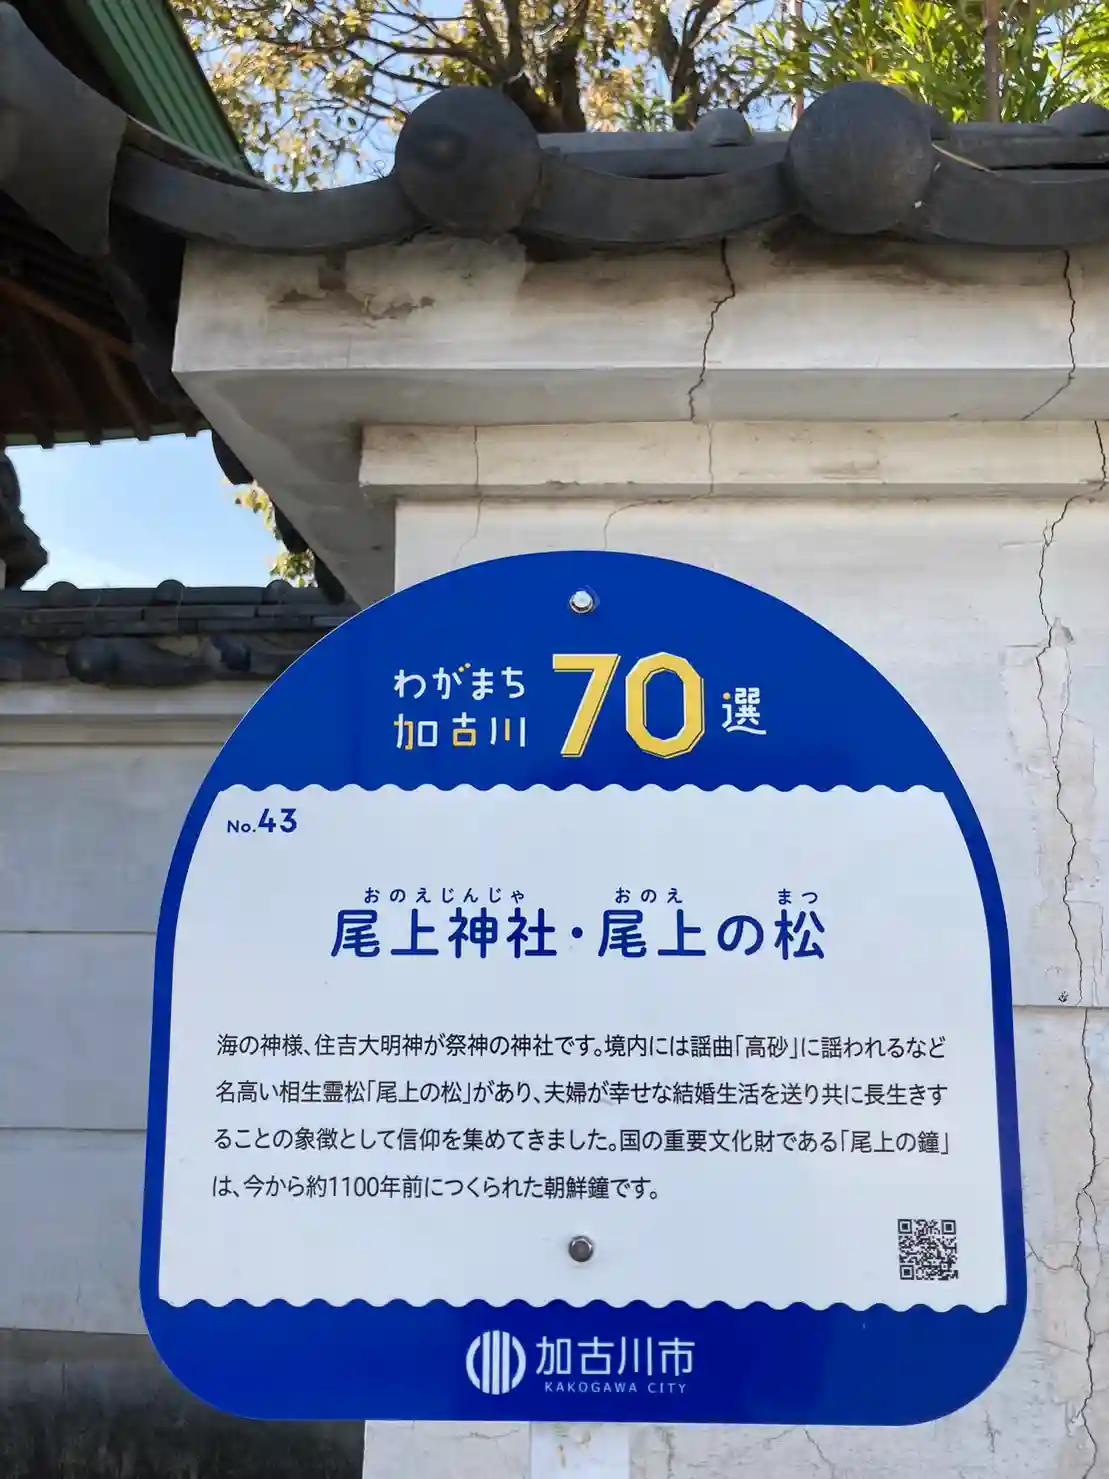 わがまち
加古川
70選
No.43
おのえじんじゃ おのえ まつ
尾上神社・尾上の松
海の神様、住吉大明神が祭神の神社です。境内には謡曲「高砂」に謡われるなど
名高い相生霊松「尾上の松」があり、夫婦が幸せな結婚生活を送り共に長生きす
ることの象徴として信仰を集めてきました。国の重要文化財である「尾上の鐘」
は、今から約1100年前につくられた朝鮮鐘です。
加古川市
KAKOGAWA CITY